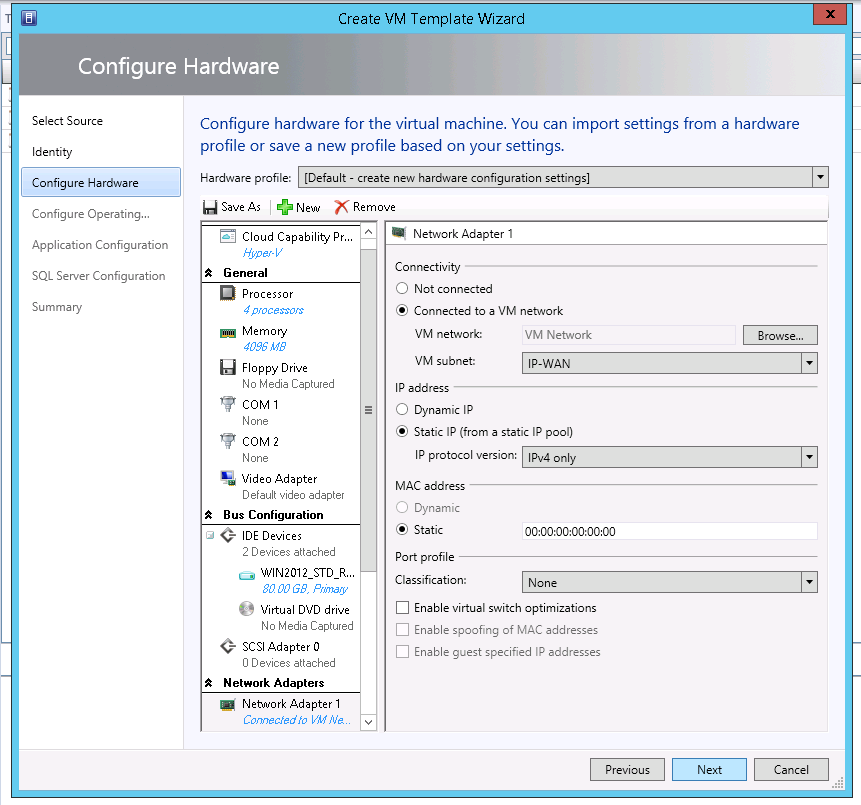 Create VM Template Wizard
Configure Hardware
Select Source
Identity
Configure Hardware
Configure Operating...
Application Configuration
SQL Server Configuration
Summary
Configure hardware for the virtual machine. You can import settings from a hardware
profile or save a new profile based on your settings.
Hardware profile: [Default - create new hardware configuration settings]
Save As New Remove
Cloud Capability Pr...
Hyper-V
General
Processor
4 processors
Memory
4096 MB
Floppy Drive
No Media Captured
COM 1
None
COM 2
None
Video Adapter
Default video adapter
Bus Configuration
IDE Devices
2 Devices attached
WIN2012_STD_R...
80.00 GB, Primary
Virtual DVD drive
No Media Captured
SCSI Adapter 0
0 Devices attached
Network Adapters
Network Adapter 1
Connected to VM Ne...
Network Adapter 1
Connectivity
Not connected
Connected to a VM network
VM network: VM Network Browse...
VM subnet: IP-WAN
IP address
Dynamic IP
Static IP (from a static IP pool)
IP protocol version: IPv4 only
MAC address
Dynamic
Static 00:00:00:00:00:00
Port profile
Classification: None
Enable virtual switch optimizations
Enable spoofing of MAC addresses
Enable guest specified IP addresses
Previous Next Cancel